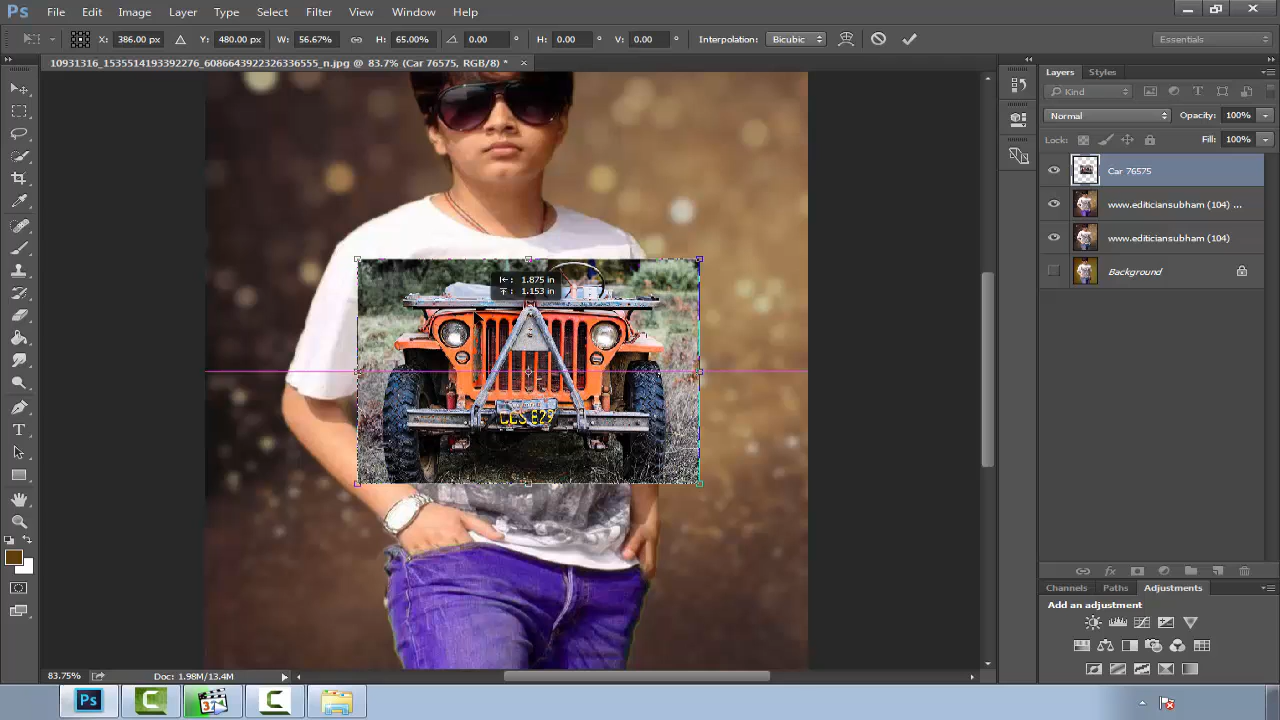 Ps File Edit Image Layer Type Select Filter View Window Help
X: 386.00 px Y: 480.00 px W: 56.67% H: 65.00% 0.00 ° H: 0.00 ° V: 0.00 ° Interpolation: Bicubic Essentials
10931316_1535514193392276_6086643922326336555_n.jpg @ 83.7% (Car 76575, RGB/8) *
Layers Styles
Kind
Normal Opacity: 100%
Lock: Fill: 100%
Car 76575
www.editiciansubham (104) ...
www.editiciansubham (104)
Background
1.875 in
1.153 in
Channels Paths Adjustments
Add an adjustment
83.75% Doc: 1.98M/13.4M
Ps